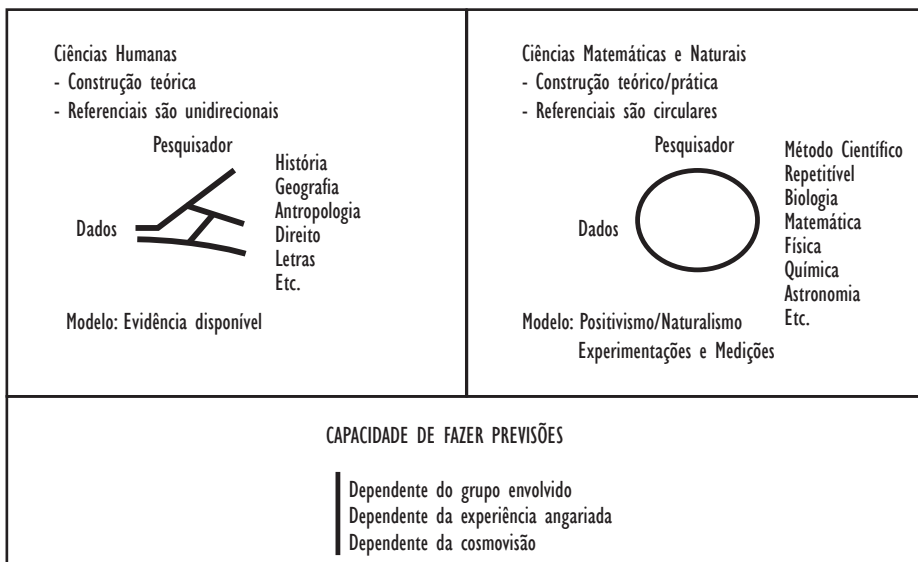 Ciências Humanas
- Construção teórica
- Referenciais são unidirecionais
Pesquisador
Dados
História
Geografia
Antropologia
Direito
Letras
Etc.
Modelo: Evidência disponível
Ciências Matemáticas e Naturais
- Construção teórico/prática
- Referenciais são circulares
Pesquisador
Dados
Método Científico
Repetitível
Biologia
Matemática
Física
Química
Astronomia
Etc.
Modelo: Positivismo/Naturalismo
Experimentações e Medições
CAPACIDADE DE FAZER PREVISÕES
Dependente do grupo envolvido
Dependente da experiência angariada
Dependente da cosmovisão